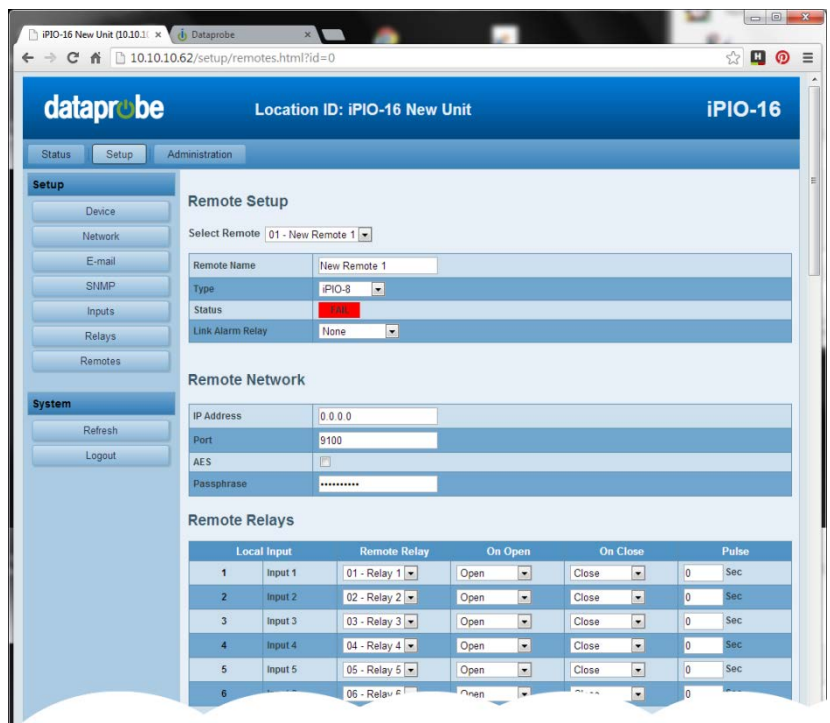 iPIO-16 New Unit (10.10.1
Dataprobe
10.10.10.62/setup/remotes.html?id=0
dataprobe
Location ID: iPIO-16 New Unit
iPIO-16
Status
Setup
Administration
Setup
Device
Network
E-mail
SNMP
Inputs
Relays
Remotes
System
Refresh
Logout
Remote Setup
Select Remote 01 - New Remote 1
Remote Name New Remote 1
Type iPIO-8
Status FAIL
Link Alarm Relay None
Remote Network
IP Address 0.0.0.0
Port 9100
AES
Passphrase ••••••••••
Remote Relays
Local Input Remote Relay On Open On Close Pulse
1 Input 1 01 - Relay 1 Open Close 0 Sec
2 Input 2 02 - Relay 2 Open Close 0 Sec
3 Input 3 03 - Relay 3 Open Close 0 Sec
4 Input 4 04 - Relay 4 Open Close 0 Sec
5 Input 5 05 - Relay 5 Open Close 0 Sec
6 06 - Relay 6 Open 0